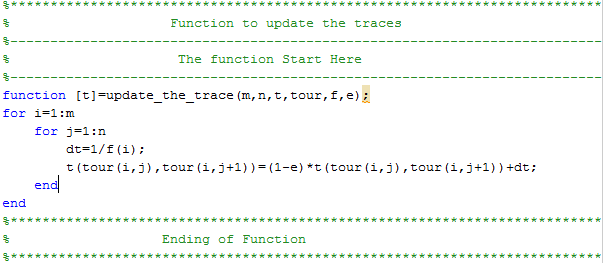 %**************************************************************************
%                    Function to update the traces
%--------------------------------------------------------------------------
%                     The function Start Here
%--------------------------------------------------------------------------
function [t]=update_the_trace(m,n,t,tour,f,e);
for i=1:m
    for j=1:n
        dt=1/f(i);
        t(tour(i,j),tour(i,j+1))=(1-e)*t(tour(i,j),tour(i,j+1))+dt;
    end
end
%**************************************************************************
%                   Ending of Function
%**************************************************************************